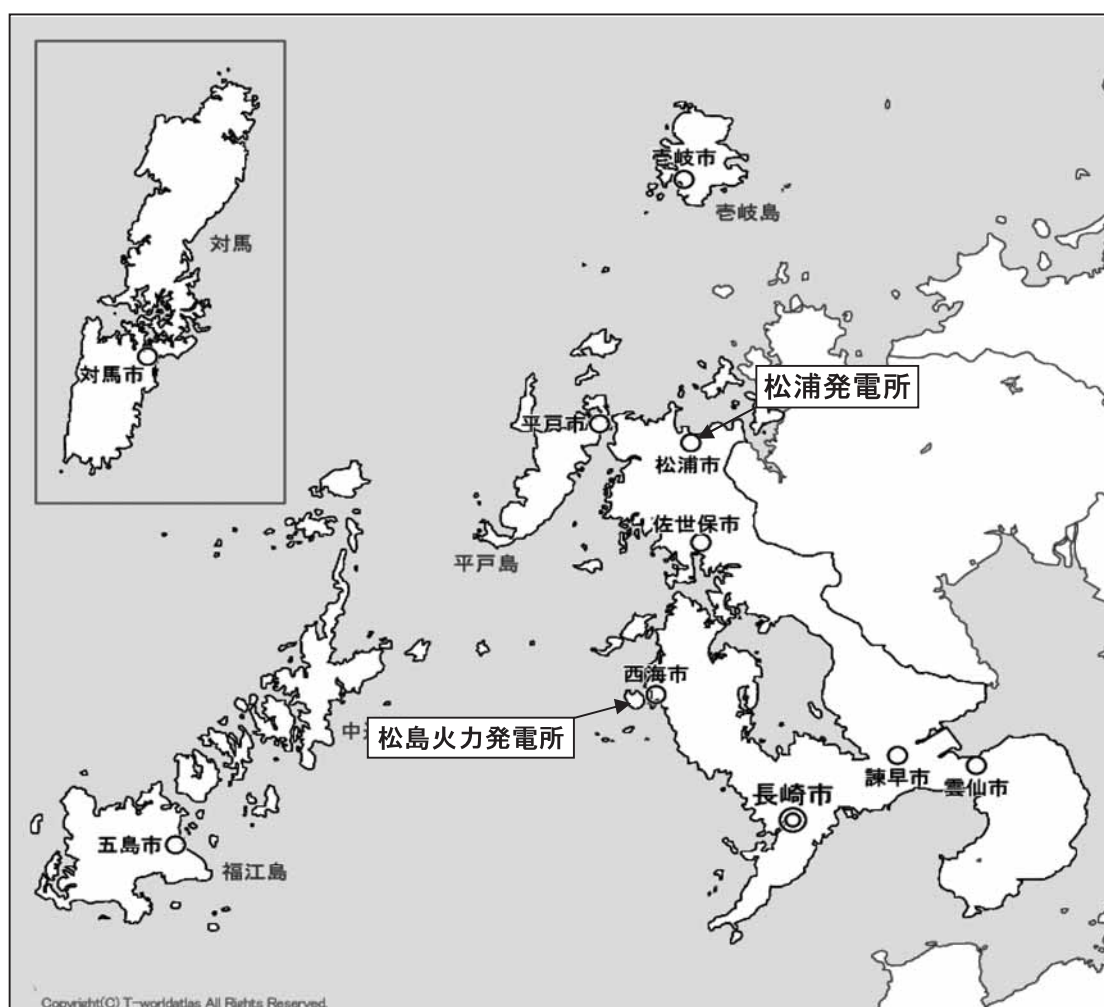 壱岐市
壱岐島
対馬
対馬市
松浦発電所
平戸市
松浦市
佐世保市
平戸島
西海市
中
松島火力発電所
諫早市
雲仙市
長崎市
五島市
福江島
Copyright(C) T-worldatlas All Rights Reserved.